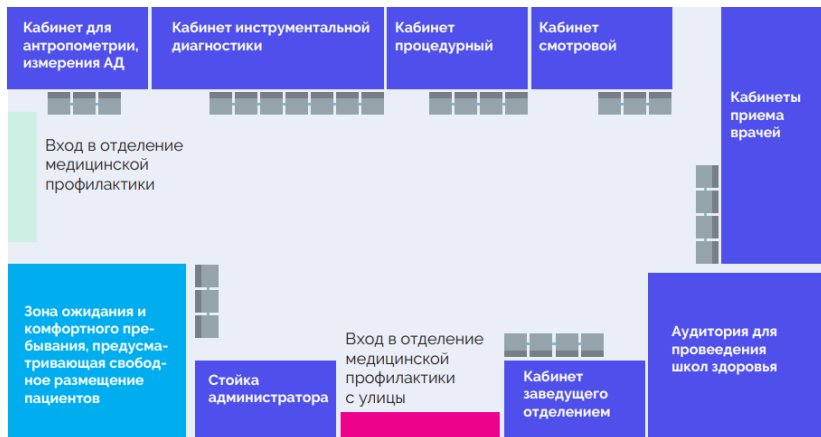 Кабинет для
антропометрии,
измерения АД
Кабинет инструментальной
диагностики
Кабинет
процедурный
Кабинет
смотровой
Кабинеты
приема
врачей
Вход в отделение
медицинской
профилактики
Зона ожидания и
комфортного пре-
бывания, предусма-
тривающая свобод-
ное размещение
пациентов
Стойка
администратора
Вход в отделение
медицинской
профилактики
с улицы
Кабинет
заведущего
отделением
Аудитория для
провеедения
школ здоровья